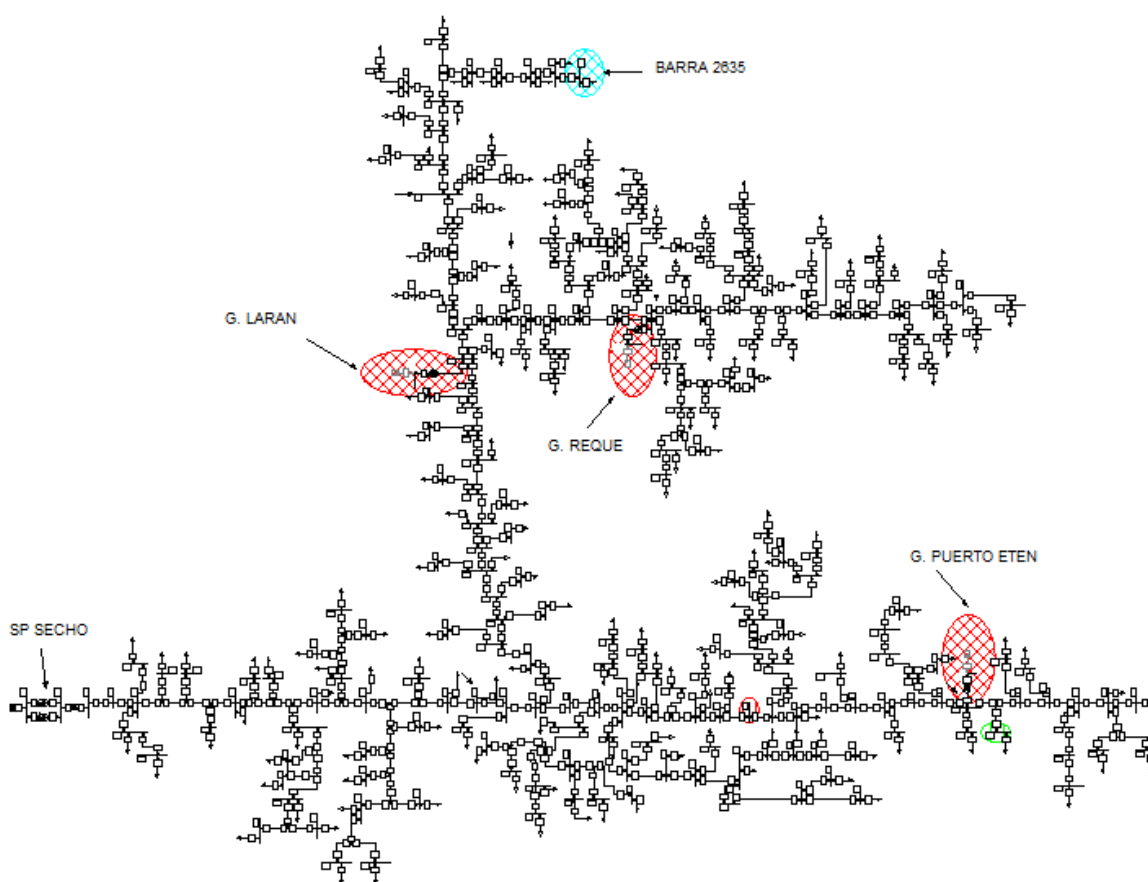 BARRA 2635
G. LARAN
G. REQUE
G. PUERTO ETEN
SP SECHO